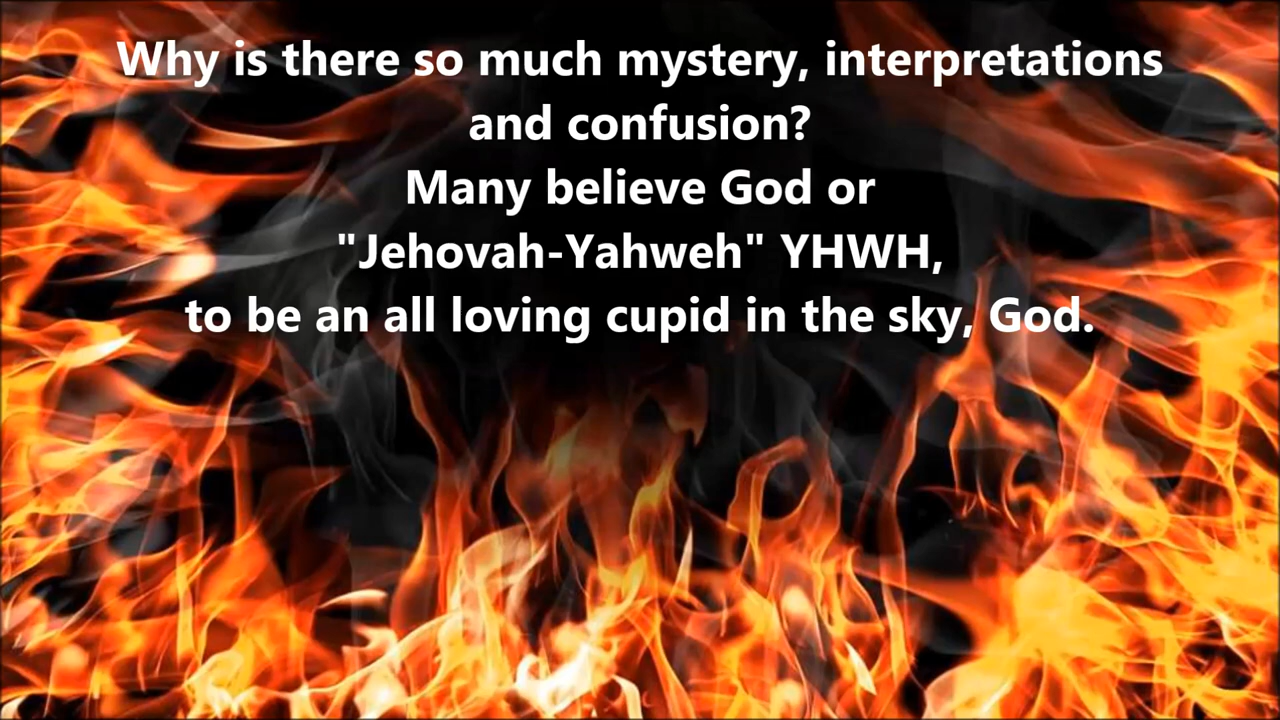 Why is there so much mystery, interpretations
and confusion?
Many believe God or
"Jehovah-Yahweh" YHWH,
to be an all loving cupid in the sky, God.